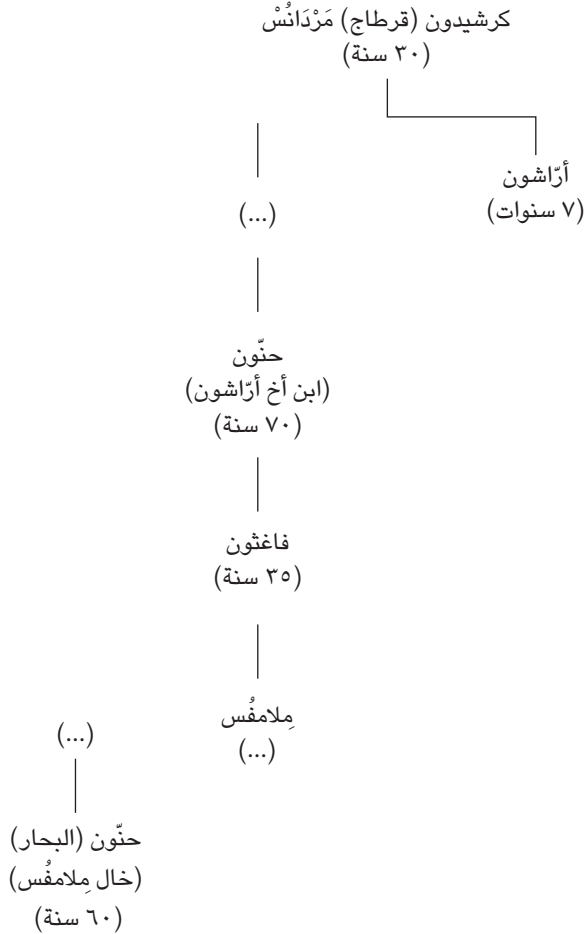 كرشيدون (قرطاج) مَرْدَانُسْ
(٣٠ سنة)
أرّاشون
(٧ سنوات)
(...)
حنّون
(ابن أخ أرّاشون)
(٧٠ سنة)
فاغثون
(٣٥ سنة)
مِلامفُس
(...)
(...)
حنّون (البحار)
(خال مِلامفُس)
(٦٠ سنة)